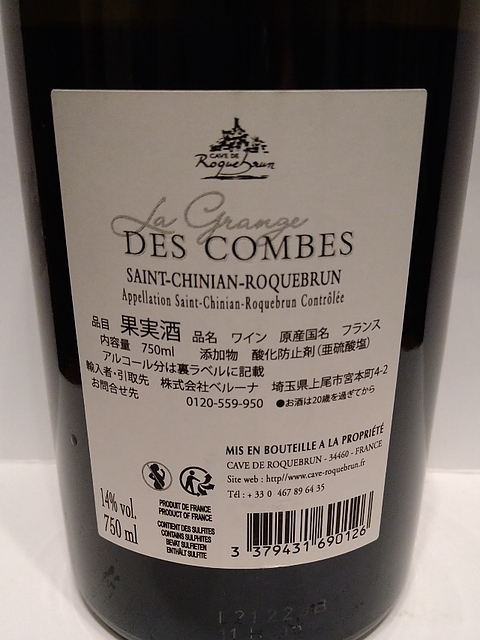 CAVE DE
Roquebrun
La Grange
DES COMBES
SAINT-CHINIAN-ROQUEBRUN
Appellation Saint-Chinian-Roquebrun Contrôlée
品目 果実酒 品名 ワイン 原産国名 フランス
内容量 750ml 添加物 酸化防止剤(亜硫酸塩)
アルコール分は裏ラベルに記載
輸入者・引取先 株式会社ベルーナ 埼玉県上尾市宮本町4-2
お問合せ先 0120-559-950 ●お酒は20歳を過ぎてから
MIS EN BOUTEILLE A LA PROPRIÉTÉ
CAVE DE ROQUEBRUN - 34460 - FRANCE
Site web : http//www.cave-roquebrun.fr
Tél : + 33 0 467 89 64 35
14% vol.
750 ml
PRODUIT DE FRANCE
PRODUCT OF FRANCE
CONTIENT DES SULFITES
CONTAINS SULPHITES
BEVAT SULFIETEN
ENTHÄLT SULFITE
3 379431 690126